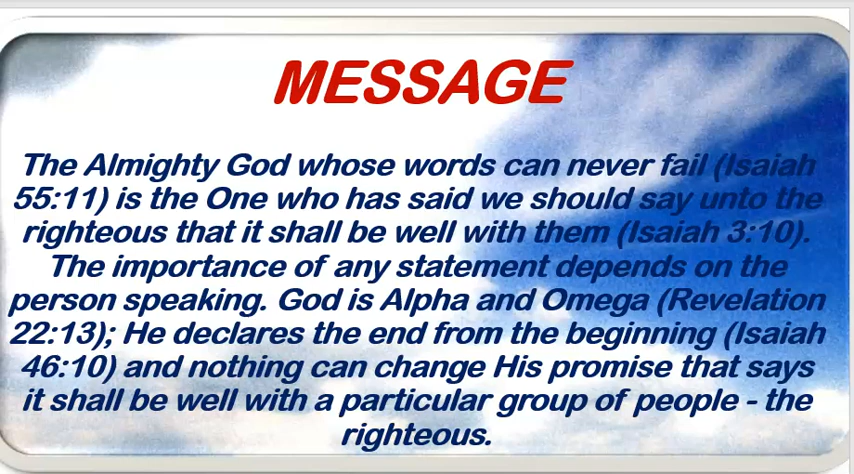 MESSAGE
The Almighty God whose words can never fail (Isaiah
55:11) is the One who has said we should say unto the
righteous that it shall be well with them (Isaiah 3:10).
The importance of any statement depends on the
person speaking. God is Alpha and Omega (Revelation
22:13); He declares the end from the beginning (Isaiah
46:10) and nothing can change His promise that says
it shall be well with a particular group of people - the
righteous.